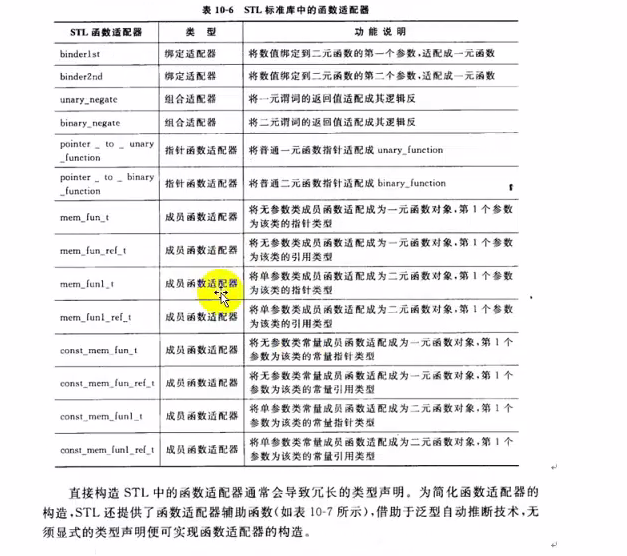 表 10-6 STL 标准库中的函数适配器
STL 函数适配器 类 型 功 能 说 明
binder1st 绑定适配器 将数值绑定到二元函数的第一个参数,适配成一元函数
binder2nd 绑定适配器 将数值绑定到二元函数的第二个参数,适配成一元函数
unary_negate 组合适配器 将一元谓词的返回值适配成其逻辑反
binary_negate 组合适配器 将二元谓词的返回值适配成其逻辑反
pointer _ to _ unary
_function 指针函数适配器 将普通一元函数指针适配成 unary_function
pointer _ to _ binary
_function 指针函数适配器 将普通二元函数指针适配成 binary_function
mem_fun_t 成员函数适配器 将无参数类成员函数适配成为一元函数对象,第 1 个参数
为该类的指针类型
mem_fun_ref_t 成员函数适配器 将无参数类成员函数适配成为一元函数对象,第 1 个参数
为该类的引用类型
mem_fun1_t 成员函数适配器 将单参数类成员函数适配成为二元函数对象,第 1 个参数
为该类的指针类型
mem_fun1_ref_t 成员函数适配器 将单参数类成员函数适配成为二元函数对象,第 1 个参数
为该类的引用类型
const_mem_fun_t 成员函数适配器 将无参数类常量成员函数适配成为一元函数对象,第 1 个
参数为该类的常量指针类型
const_mem_fun_ref_t 成员函数适配器 将无参数类常量成员函数适配成为一元函数对象,第 1 个
参数为该类的常量引用类型
const_mem_fun1_t 成员函数适配器 将单参数类常量成员函数适配成为二元函数对象,第 1 个
参数为该类的常量指针类型
const_mem_fun1_ref_t 成员函数适配器 将单参数类常量成员函数适配成为二元函数对象,第 1 个
参数为该类的常量引用类型
直接构造 STL 中的函数适配器通常会导致冗长的类型声明。为简化函数适配器的
构造,STL 还提供了函数适配器辅助函数(如表 10-7 所示),借助于泛型自动推断技术,无
须显式的类型声明便可实现函数适配器的构造。